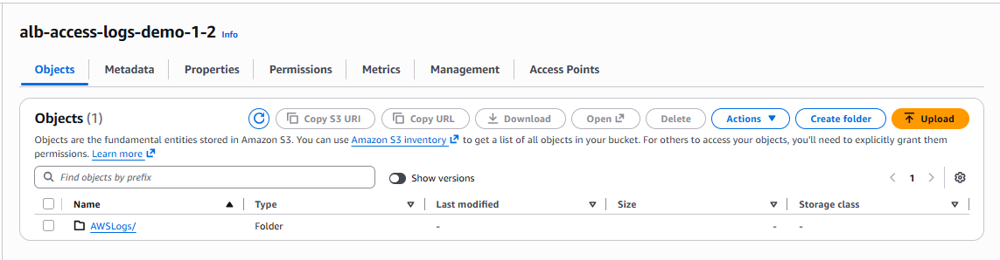 alb-access-logs-demo-1-2 Info
Objects Metadata Properties Permissions Metrics Management Access Points
Objects (1) Copy S3 URI Copy URL Download Open Delete Actions Create folder Upload
Objects are the fundamental entities stored in Amazon S3. You can use Amazon S3 inventory to get a list of all objects in your bucket. For others to access your objects, you'll need to explicitly grant them
permissions. Learn more
Find objects by prefix Show versions 1
Name Type Last modified Size Storage class
AWSLogs/ Folder - - -